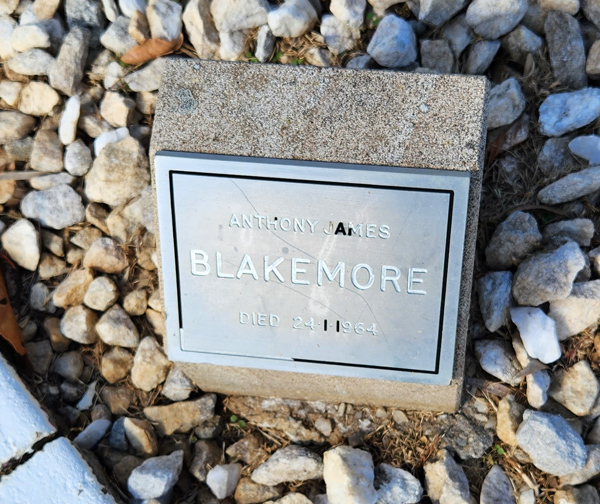 ANTHONY JAMES
BLAKEMORE
DIED 24·1·1964